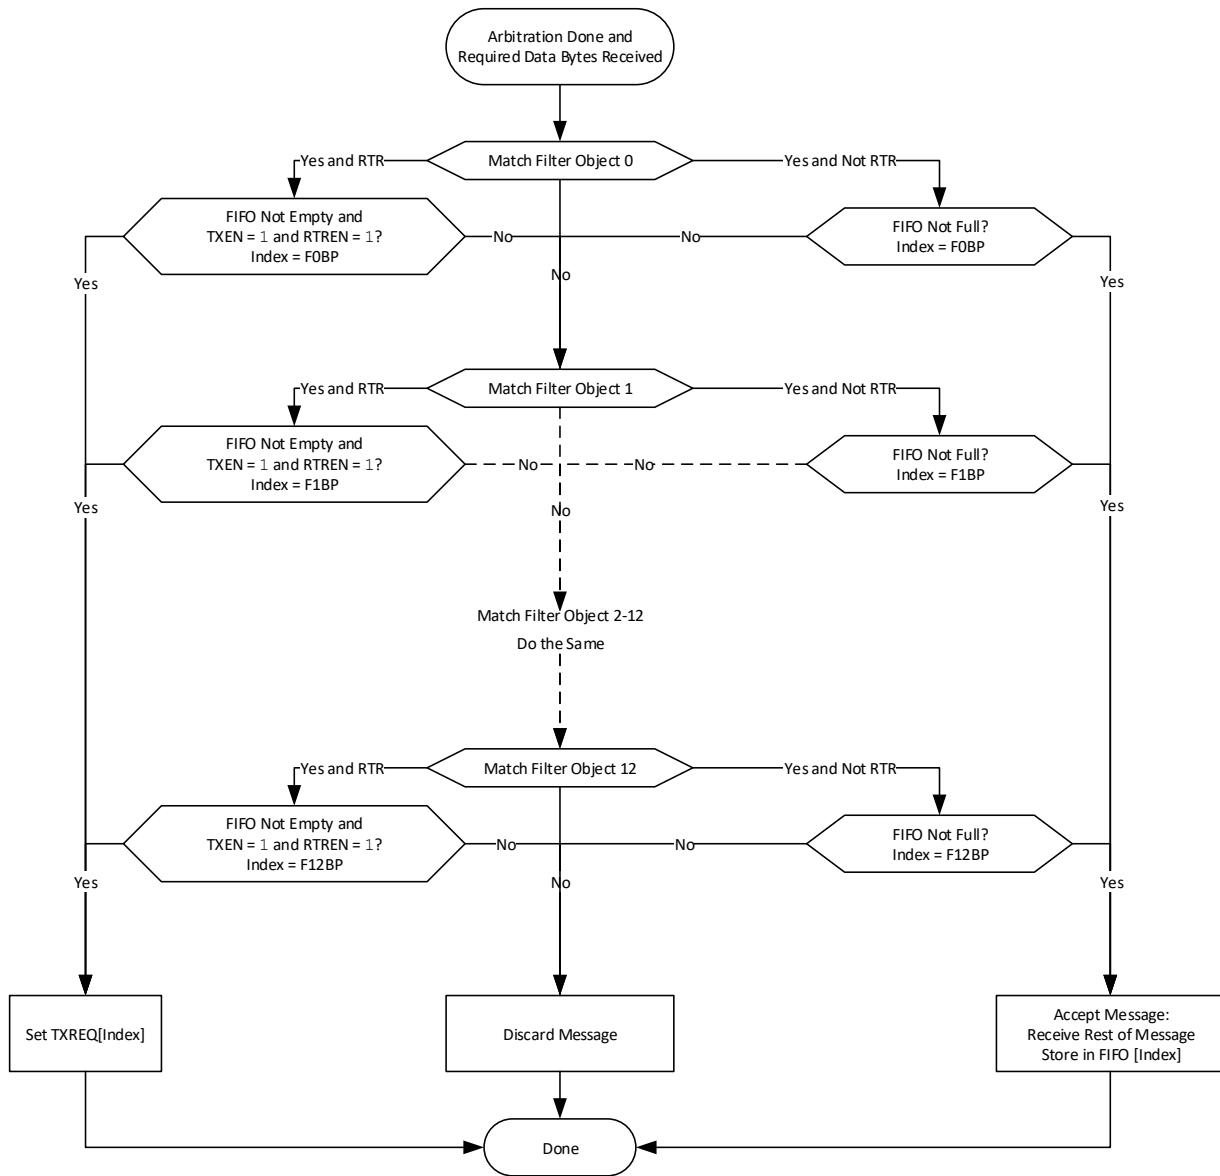 Arbitration Done and
Required Data Bytes Received
Yes and RTR
Match Filter Object 0
Yes and Not RTR
FIFO Not Empty and
TXEN = 1 and RTREN = 1?
Index = F0BP
No
No
FIFO Not Full?
Index = F0BP
Yes
No
Yes
Yes and RTR
Match Filter Object 1
Yes and Not RTR
FIFO Not Empty and
TXEN = 1 and RTREN = 1?
Index = F1BP
No
No
FIFO Not Full?
Index = F1BP
Yes
No
Yes
Match Filter Object 2-12
Do the Same
Yes and RTR
Match Filter Object 12
Yes and Not RTR
FIFO Not Empty and
TXEN = 1 and RTREN = 1?
Index = F12BP
No
No
FIFO Not Full?
Index = F12BP
Yes
No
Yes
Set TXREQ[Index]
Discard Message
Accept Message:
Receive Rest of Message
Store in FIFO [Index]
Done